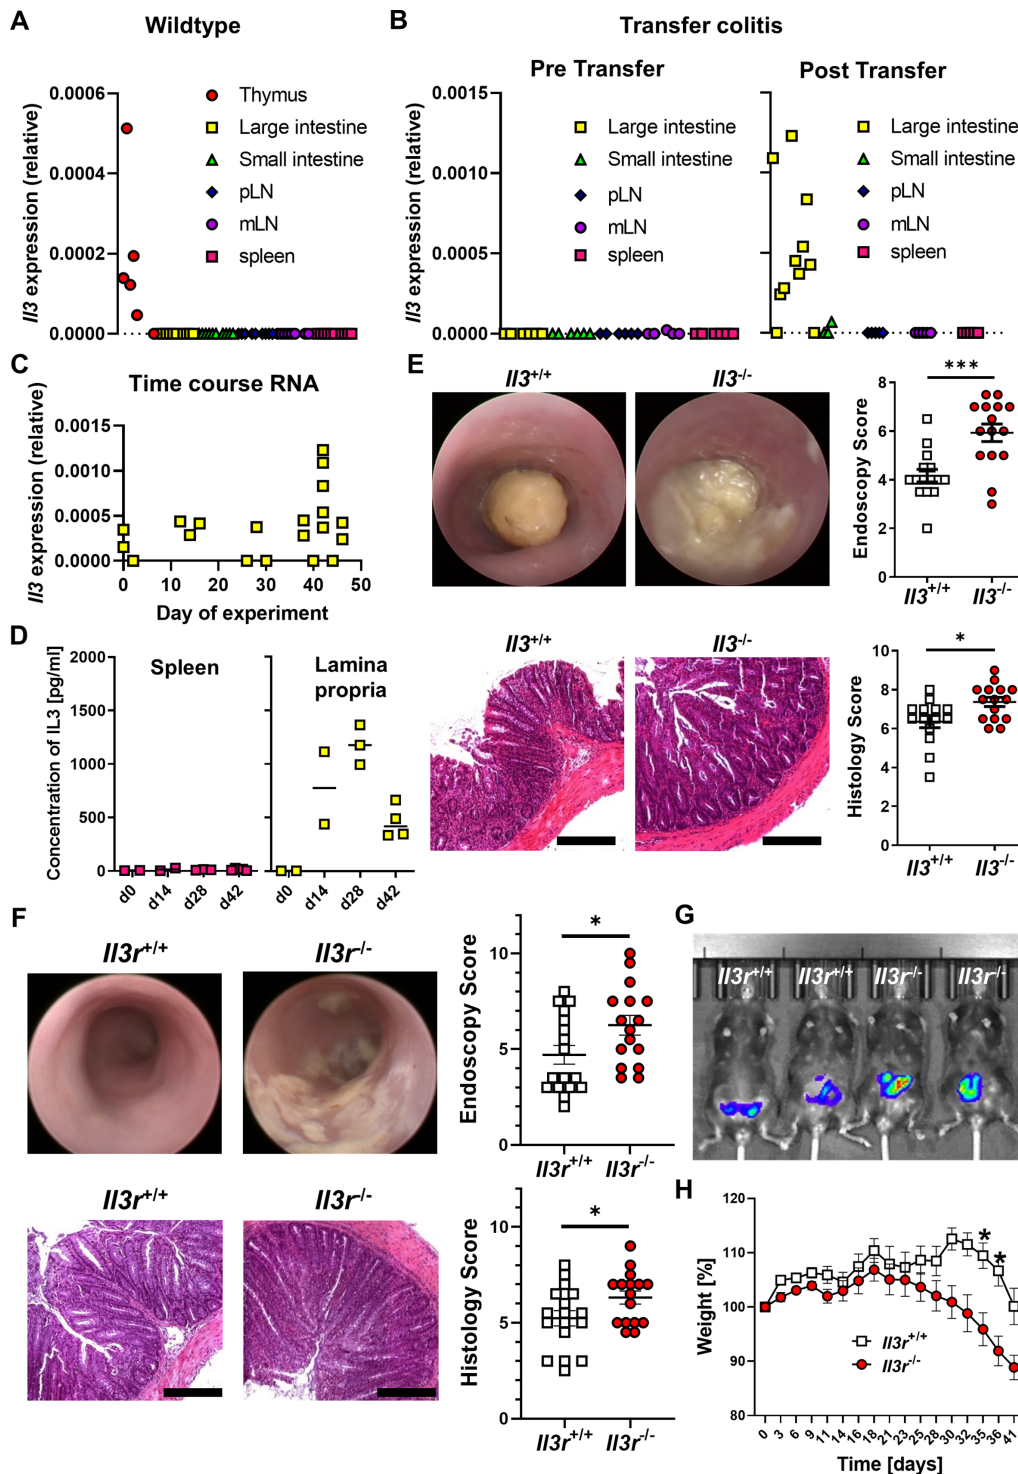 A
Wildtype
Il3 expression (relative)
0.0006
0.0004
0.0002
0.0000
Thymus
Large intestine
Small intestine
pLN
mLN
spleen
B
Transfer colitis
Pre Transfer
Post Transfer
Il3 expression (relative)
0.0015
0.0010
0.0005
0.0000
Large intestine
Small intestine
pLN
mLN
spleen
Large intestine
Small intestine
pLN
mLN
spleen
C
Time course RNA
Il3 expression (relative)
0.0015
0.0010
0.0005
0.0000
0 10 20 30 40 50
Day of experiment
D
Concentration of IL3 [pg/ml]
2000
1500
1000
500
0
Spleen
Lamina
propria
d0 d14 d28 d42
d0 d14 d28 d42
E
Il3+/+
Il3-/-
Endoscopy Score
8
6
4
2
0
***
Il3+/+ Il3-/-
Il3+/+
Il3-/-
Histology Score
10
8
6
4
2
0
*
Il3+/+ Il3-/-
F
Il3r+/+
Il3r-/-
Endoscopy Score
10
5
0
*
Il3r+/+ Il3r-/-
Il3r+/+
Il3r-/-
Histology Score
10
5
0
*
Il3r+/+ Il3r-/-
G
Il3r+/+ Il3r+/+ Il3r-/- Il3r-/-
H
Weight [%]
120
110
100
90
80
* *
Il3r+/+
Il3r-/-
0 3 6 9 11 14 16 18 21 23 25 28 30 32 35 36 41
Time [days]